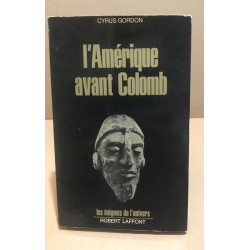 CYRUS GORDON
l'Amérique
avant Colomb
les énigmes de l'univers
ROBERT LAFFONT